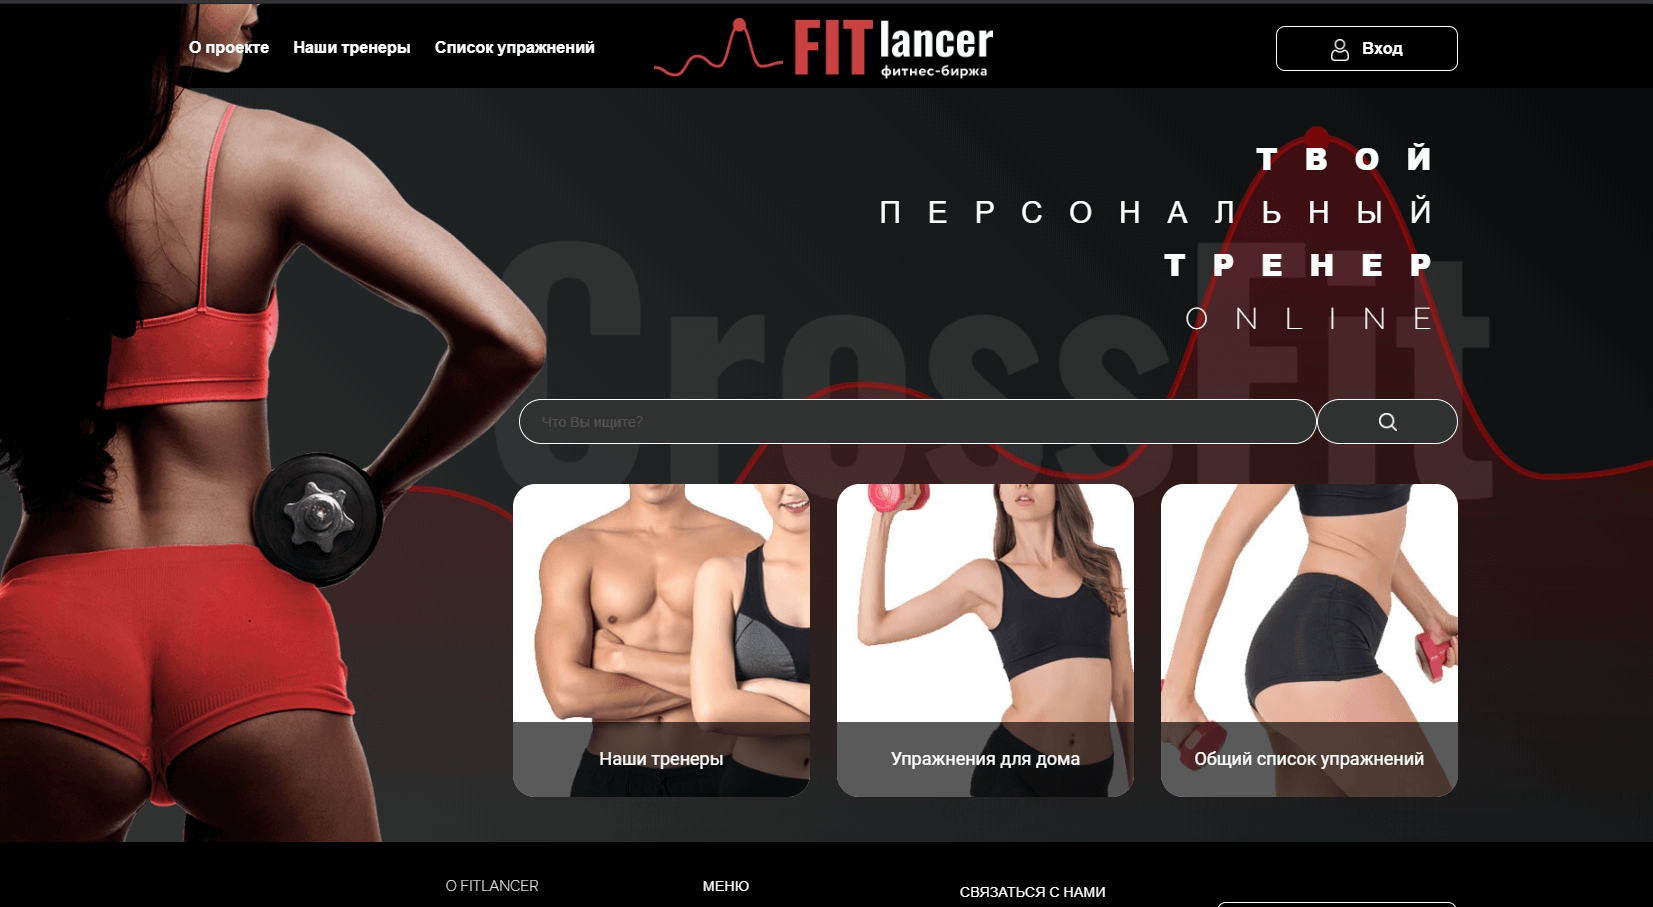 О проекте Наши тренеры Список упражнений
FITlancer
фитнес-биржа
Вход
ТВОЙ
ПЕРСОНАЛЬНЫЙ
ТРЕНЕР
ONLINE
CrossFit
Что Вы ищите?
Наши тренеры
Упражнения для дома
Общий список упражнений
О FITLANCER
МЕНЮ
СВЯЗАТЬСЯ С НАМИ